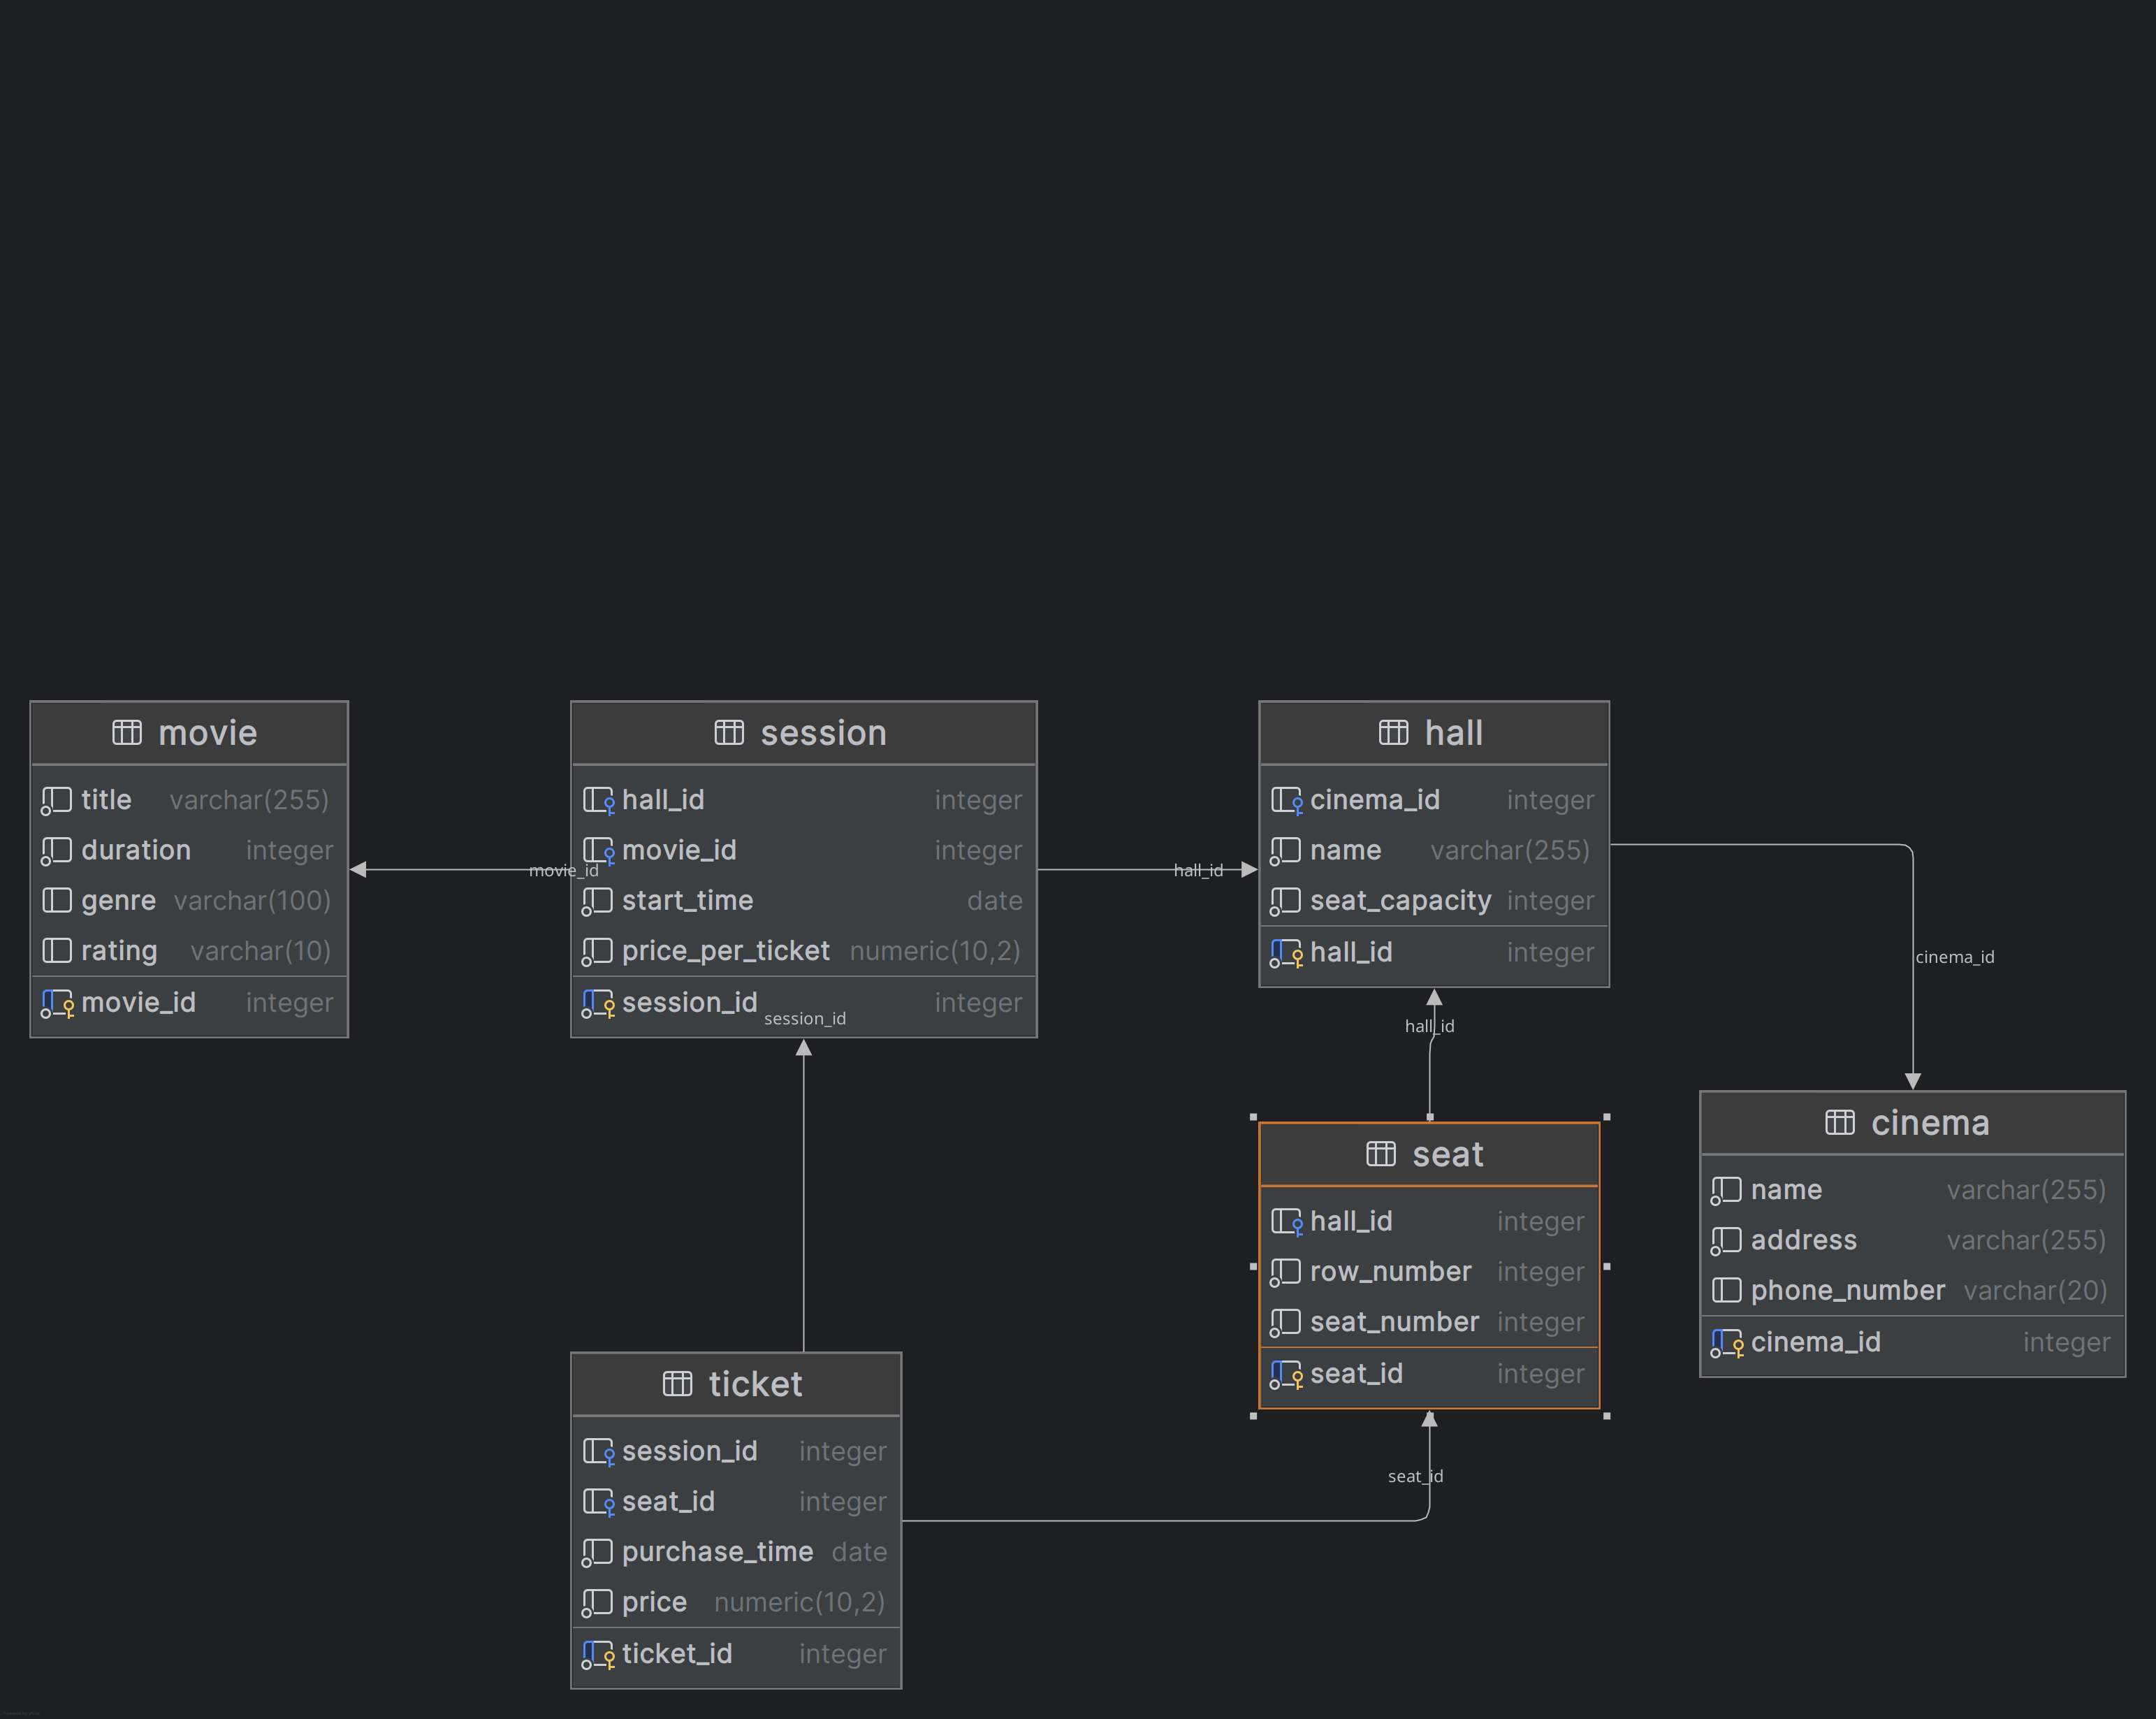 movie
title varchar(255)
duration integer
genre varchar(100)
rating varchar(10)
movie_id integer
movie_id
session
hall_id integer
movie_id integer
start_time date
price_per_ticket numeric(10,2)
session_id integer
session_id
hall_id
hall
cinema_id integer
name varchar(255)
seat_capacity integer
hall_id integer
cinema_id
hall_id
seat
hall_id integer
row_number integer
seat_number integer
seat_id integer
cinema
name varchar(255)
address varchar(255)
phone_number varchar(20)
cinema_id integer
ticket
session_id integer
seat_id integer
purchase_time date
price numeric(10,2)
ticket_id integer
seat_id